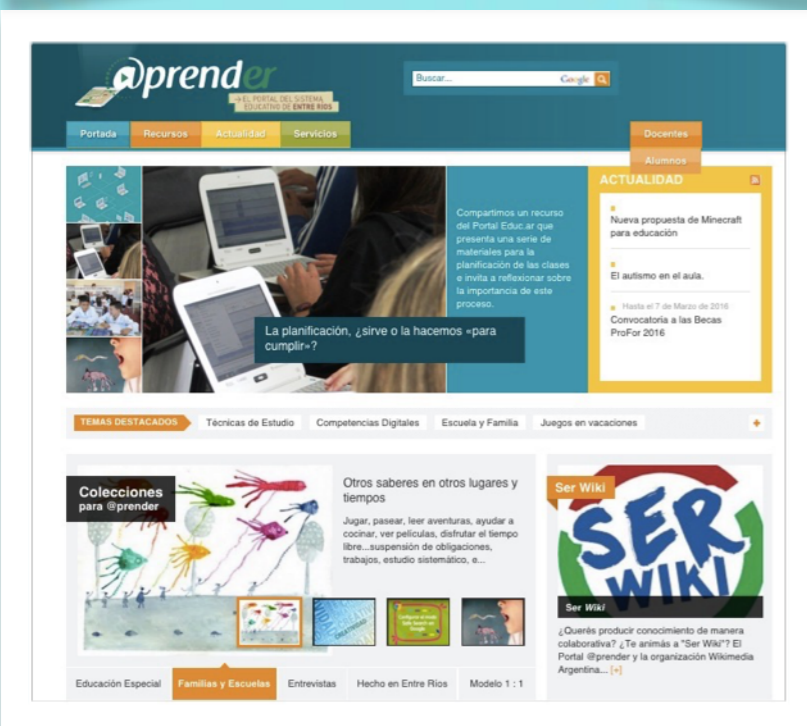 @prender
EL PORTAL DEL SISTEMA
EDUCATIVO DE ENTRE RÍOS
Buscar...
Google
Portada
Recursos
Actualidad
Servicios
Docentes
Alumnos
Compartimos un recurso
del Portal Educ.ar que
presenta una serie de
materiales para la
planificación de las clases
e invita a reflexionar sobre
la importancia de este
proceso.
La planificación, ¿sirve o la hacemos «para
cumplir»?
ACTUALIDAD
Nueva propuesta de Minecraft
para educación
El autismo en el aula.
Hasta el 7 de Marzo de 2016
Convocatoria a las Becas
ProFor 2016
TEMAS DESTACADOS
Técnicas de Estudio
Competencias Digitales
Escuela y Familia
Juegos en vacaciones
+
Colecciones
para @prender
Otros saberes en otros lugares y
tiempos
Jugar, pasear, leer aventuras, ayudar a
cocinar, ver películas, disfrutar el tiempo
libre...suspensión de obligaciones,
trabajos, estudio sistemático, e...
Educación Especial
Familias y Escuelas
Entrevistas
Hecho en Entre Ríos
Modelo 1 : 1
Ser Wiki
SER
WIKI
Ser Wiki
¿Querés producir conocimiento de manera
colaborativa? ¿Te animás a "Ser Wiki"? El
Portal @prender y la organización Wikimedia
Argentina... [+]